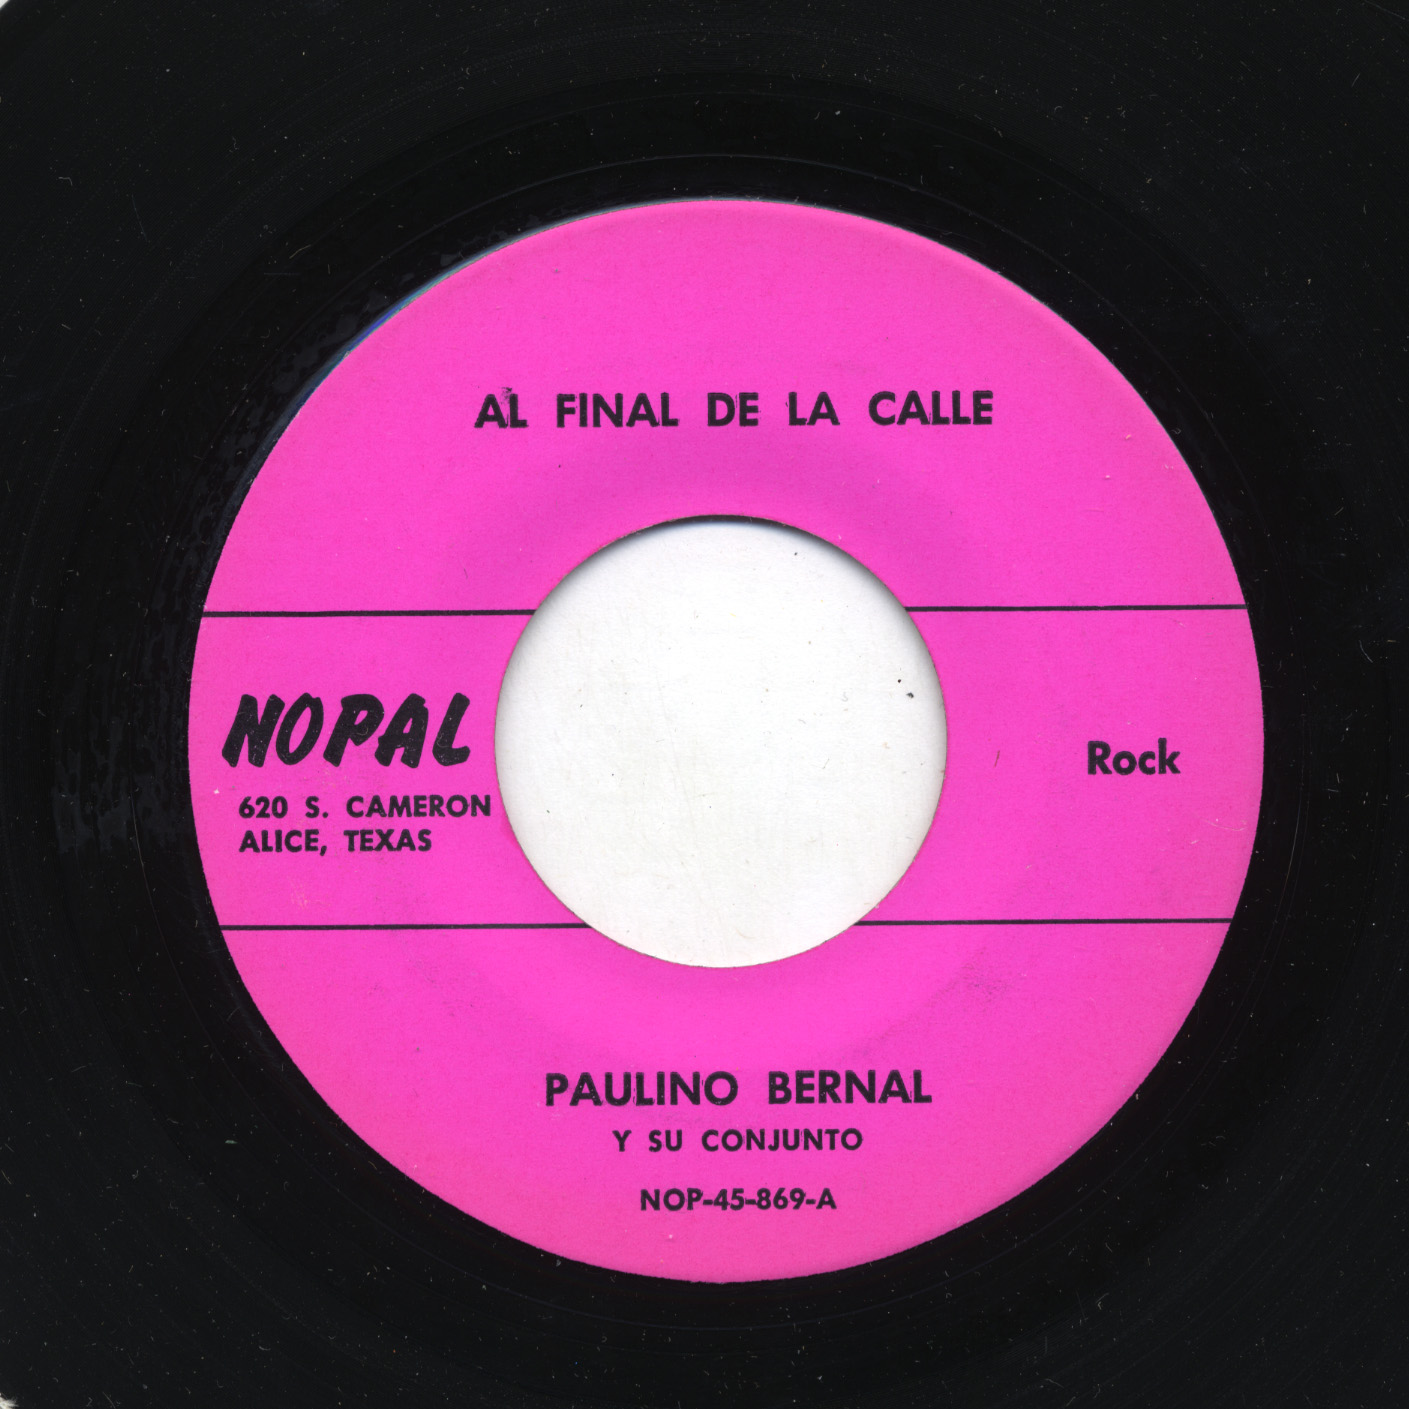 AL FINAL DE LA CALLE
NOPAL
620 S. CAMERON
ALICE, TEXAS
Rock
PAULINO BERNAL
Y SU CONJUNTO
NOP-45-869-A